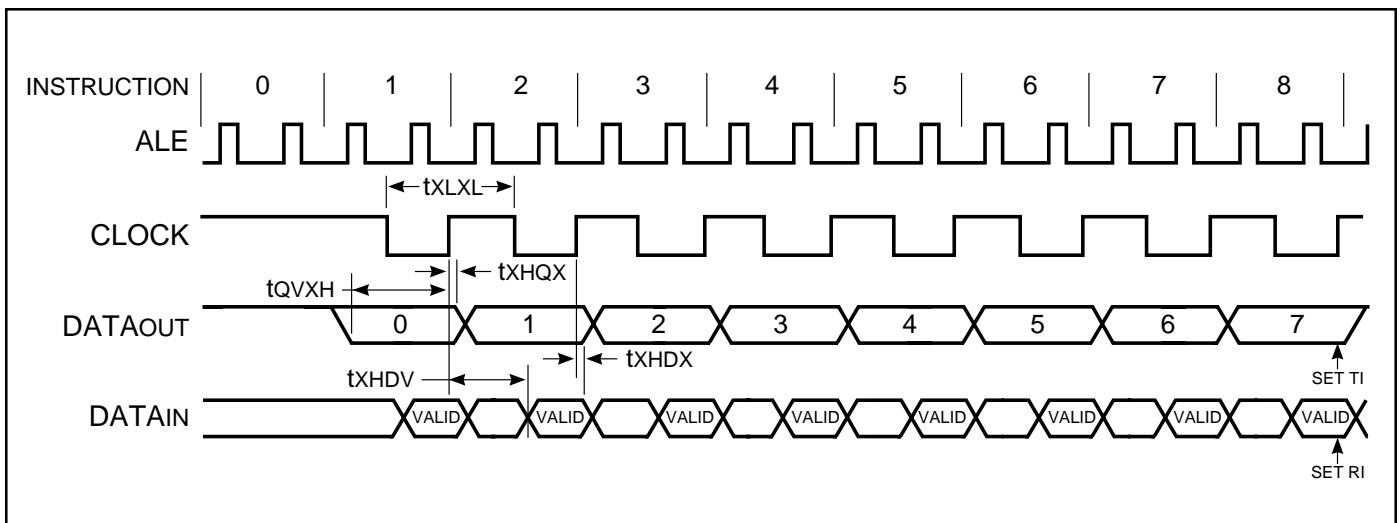 INSTRUCTION 0 1 2 3 4 5 6 7 8
ALE
tXLXL
CLOCK
tXHQX
tQVXH
DATAOUT 0 1 2 3 4 5 6 7
tXHDX
SET TI
tXHDV
DATAIN VALID VALID VALID VALID VALID VALID VALID VALID
SET RI